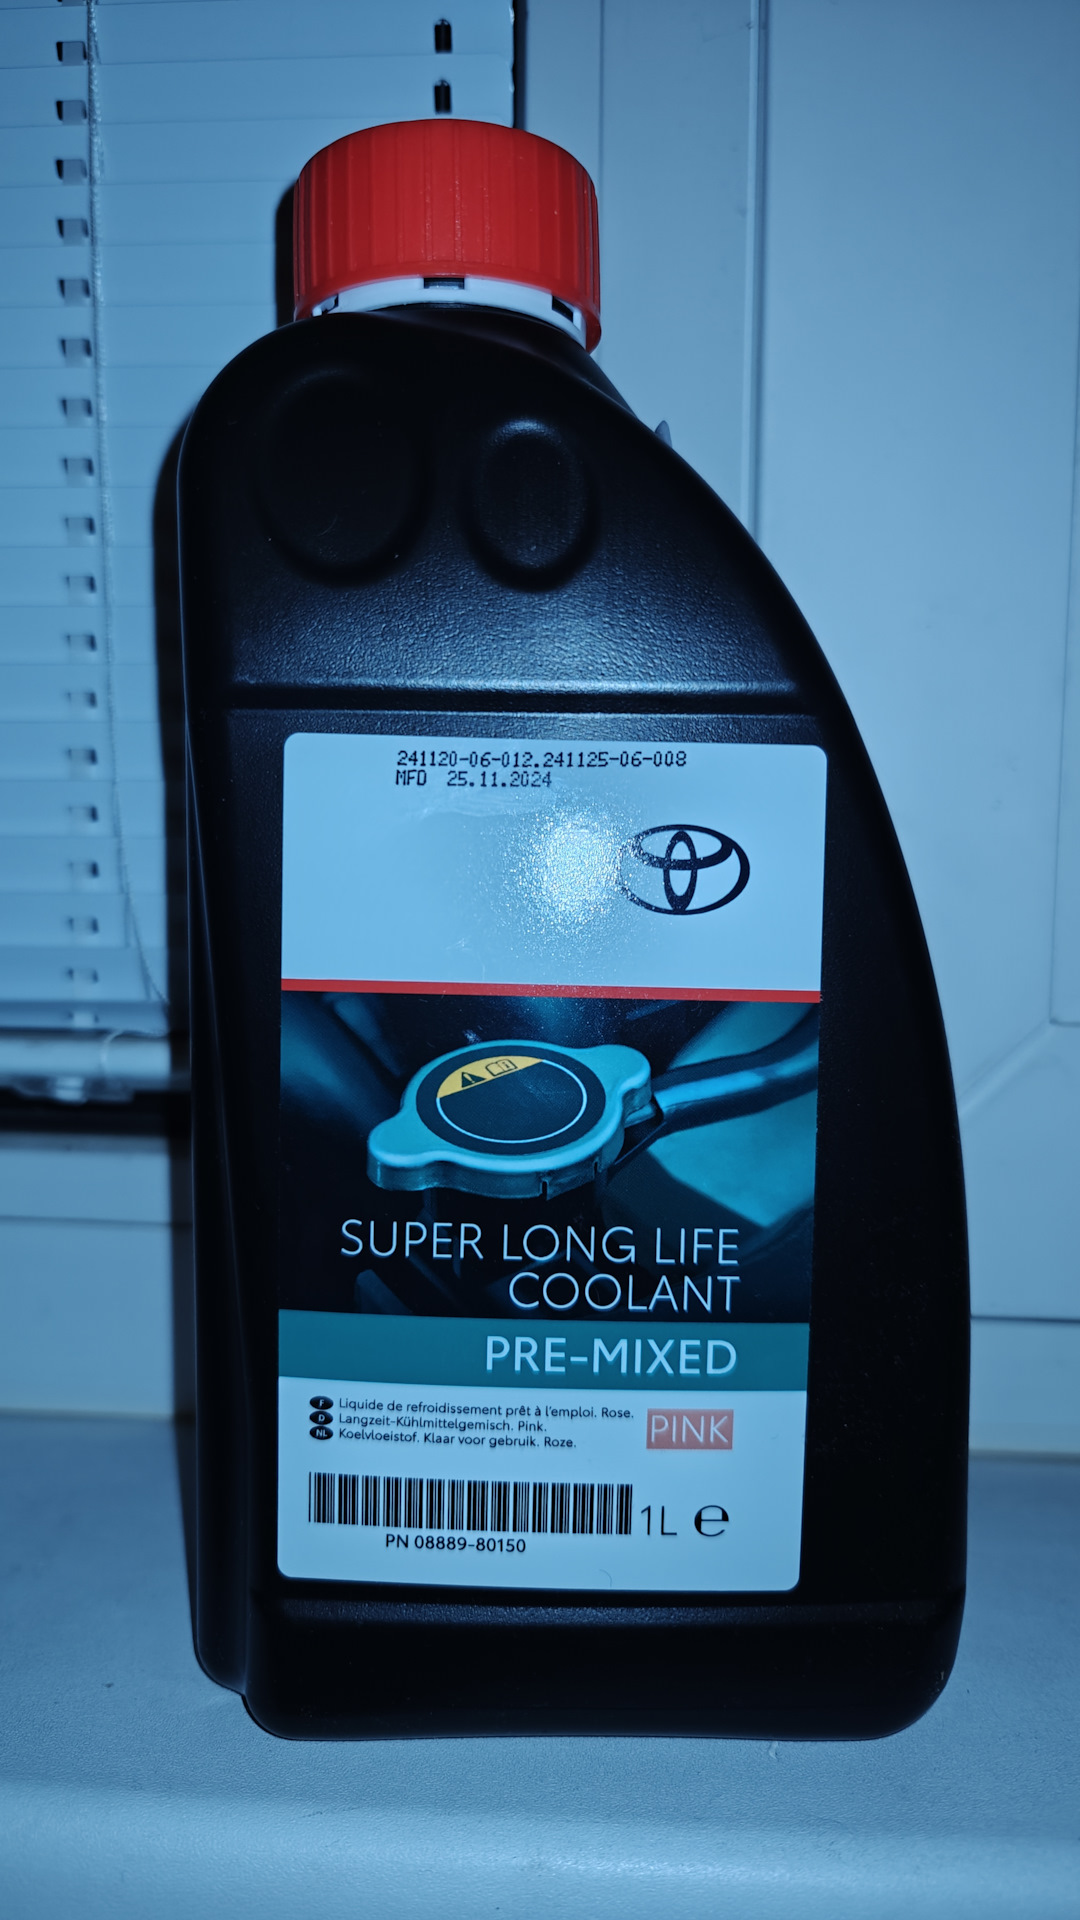 241120-06-012.241125-06-008
MFD 25.11.2024
SUPER LONG LIFE
COOLANT
PRE-MIXED
F Liquide de refroidissement prêt à l'emploi. Rose.
D Langzeit-Kühlmittelgemisch. Pink.
NL Koelvloeistof. Klaar voor gebruik. Roze.
PINK
1L e
PN 08889-80150